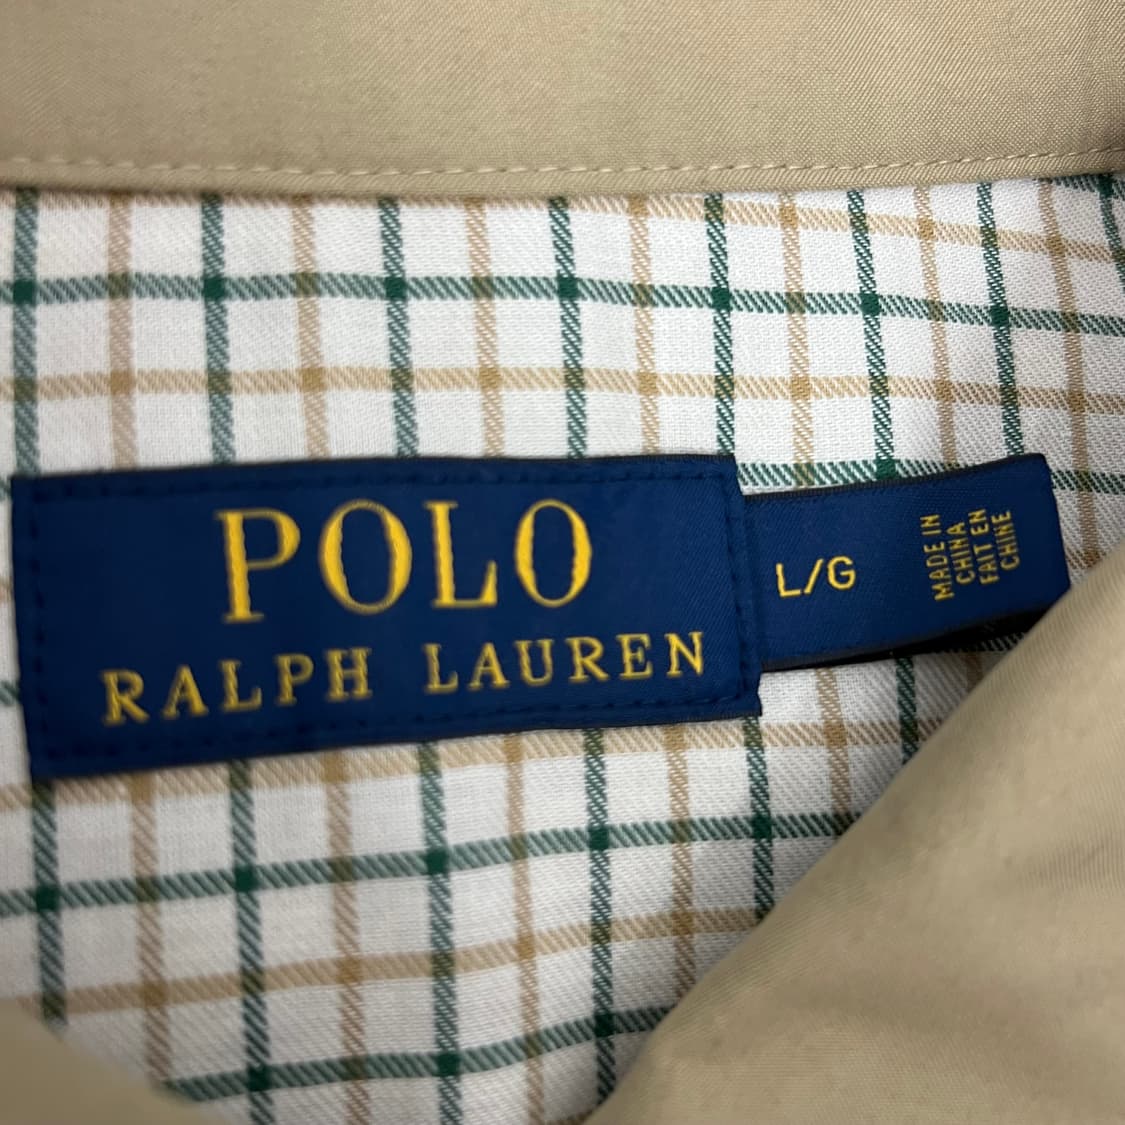 POLO
RALPH LAUREN
L/G
MADE IN
CHINA
FAIT EN
CHINE